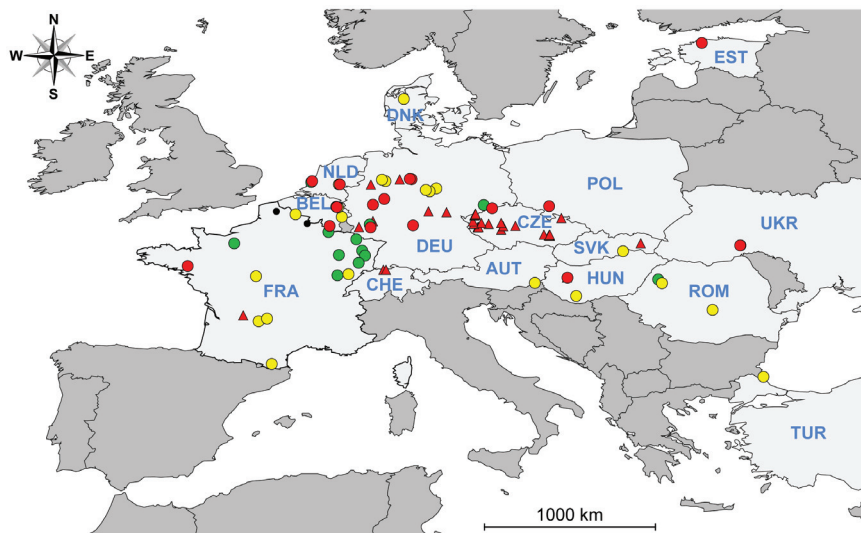 N
W E
S
EST
DNK
NLD
POL
BEL
UKR
CZE
DEU
SVK
AUT
HUN
CHE
FRA
ROM
TUR
1000 km